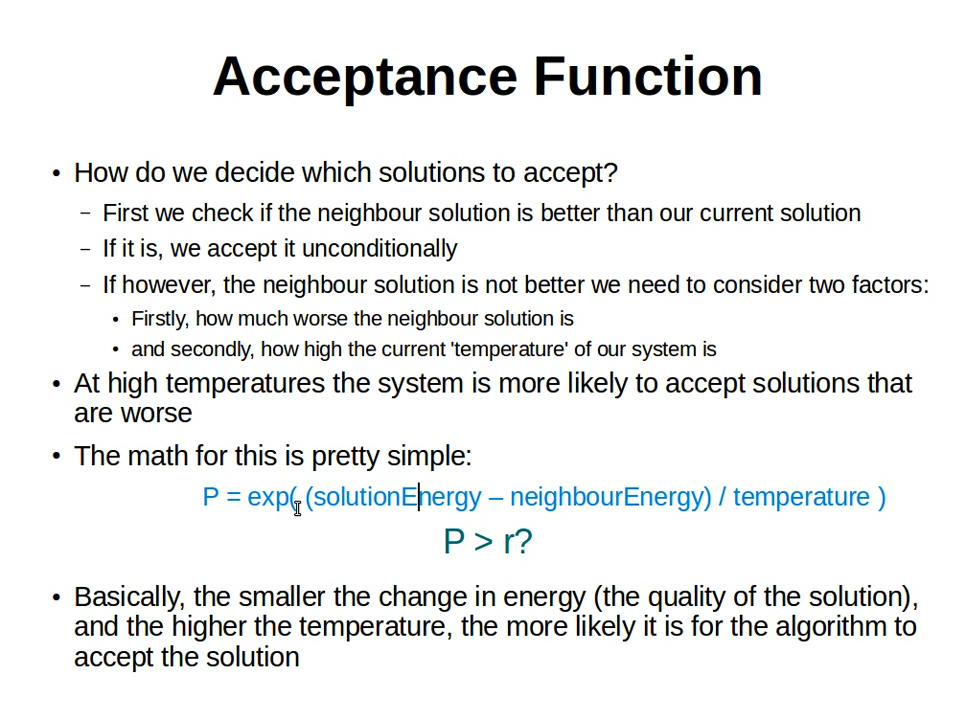 Acceptance Function
• How do we decide which solutions to accept?
– First we check if the neighbour solution is better than our current solution
– If it is, we accept it unconditionally
– If however, the neighbour solution is not better we need to consider two factors:
• Firstly, how much worse the neighbour solution is
• and secondly, how high the current 'temperature' of our system is
• At high temperatures the system is more likely to accept solutions that
are worse
• The math for this is pretty simple:
P = exp( (solutionEnergy – neighbourEnergy) / temperature )
P > r?
• Basically, the smaller the change in energy (the quality of the solution),
and the higher the temperature, the more likely it is for the algorithm to
accept the solution